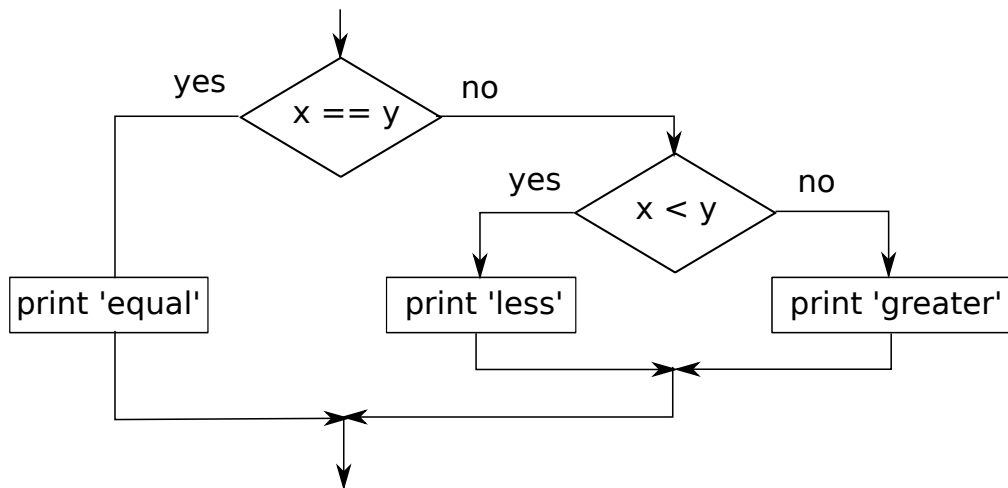 yes
no
x == y
yes
no
x < y
print 'equal'
print 'less'
print 'greater'